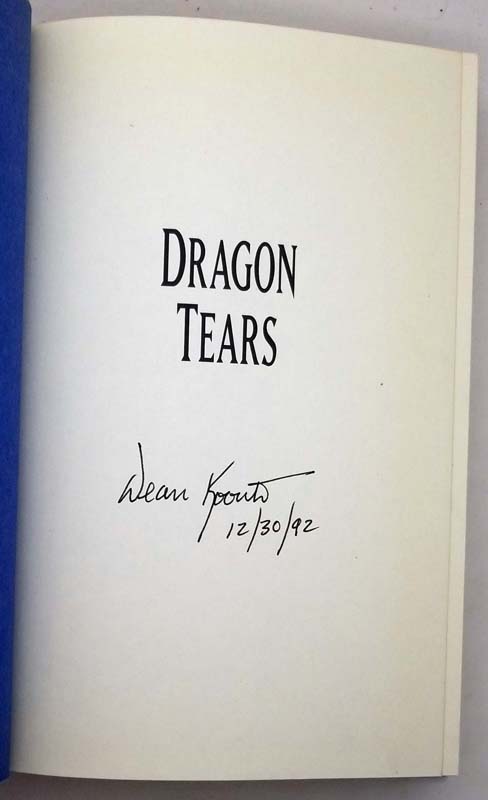 DRAGON
TEARS
Dean Koontz
12/30/92